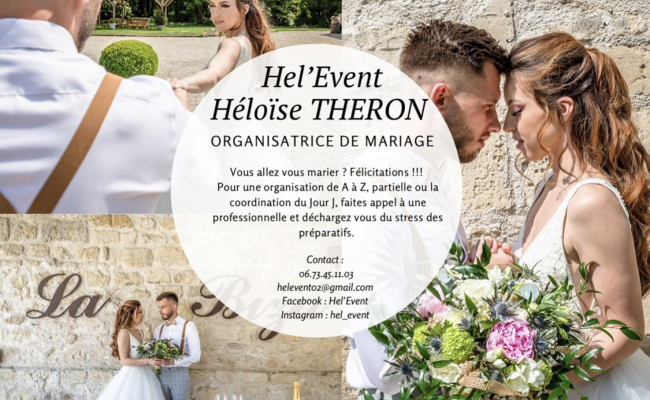 Hel'Event
Héloïse THERON
ORGANISATRICE DE MARIAGE
Vous allez vous marier ? Félicitations !!!
Pour une organisation de A à Z, partielle ou la
coordination du Jour J, faites appel à une
professionnelle et déchargez vous du stress des
préparatifs.
Contact :
06.73.45.11.03
helevent02@gmail.com
Facebook : Hel'Event
Instagram : hel_event
La